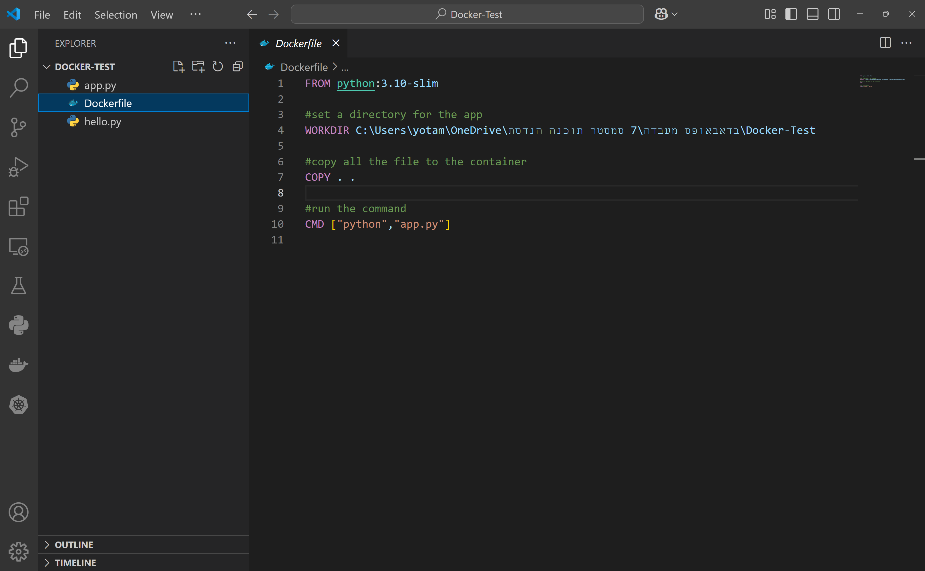 File Edit Selection View ···
Docker-Test
EXPLORER ···
DOCKER-TEST
app.py
Dockerfile
hello.py
OUTLINE
TIMELINE
Dockerfile
Dockerfile > ...
1 FROM python:3.10-slim
2
3 #set a directory for the app
4 WORKDIR C:\Users\yotam\OneDrive\הנדסת תוכנה סמסטר 7\מעבדה בדאבאופס\Docker-Test
5
6 #copy all the file to the container
7 COPY . .
8
9 #run the command
10 CMD ["python","app.py"]
11